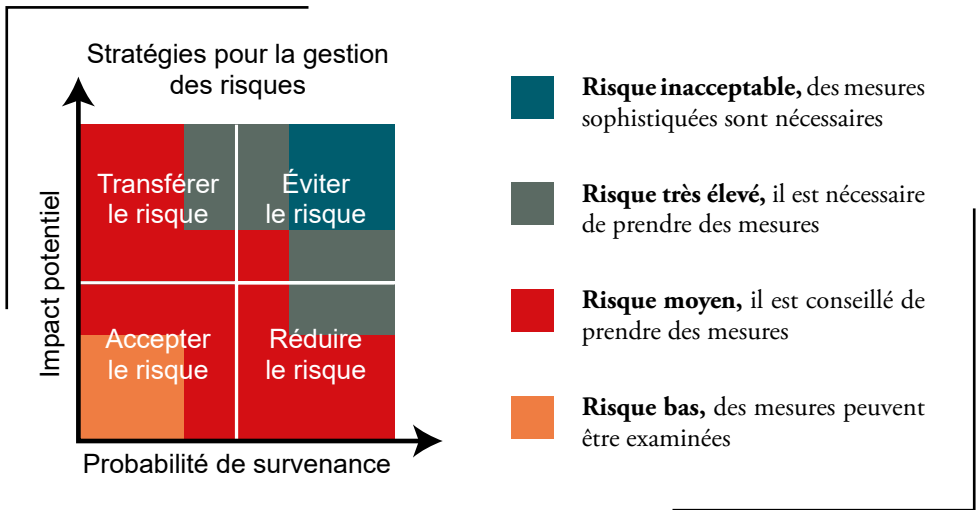 Stratégies pour la gestion
des risques
Impact potentiel
Transférer
le risque
Éviter
le risque
Accepter
le risque
Réduire
le risque
Probabilité de survenance
Risque inacceptable, des mesures
sophistiquées sont nécessaires
Risque très élevé, il est nécessaire
de prendre des mesures
Risque moyen, il est conseillé de
prendre des mesures
Risque bas, des mesures peuvent
être examinées